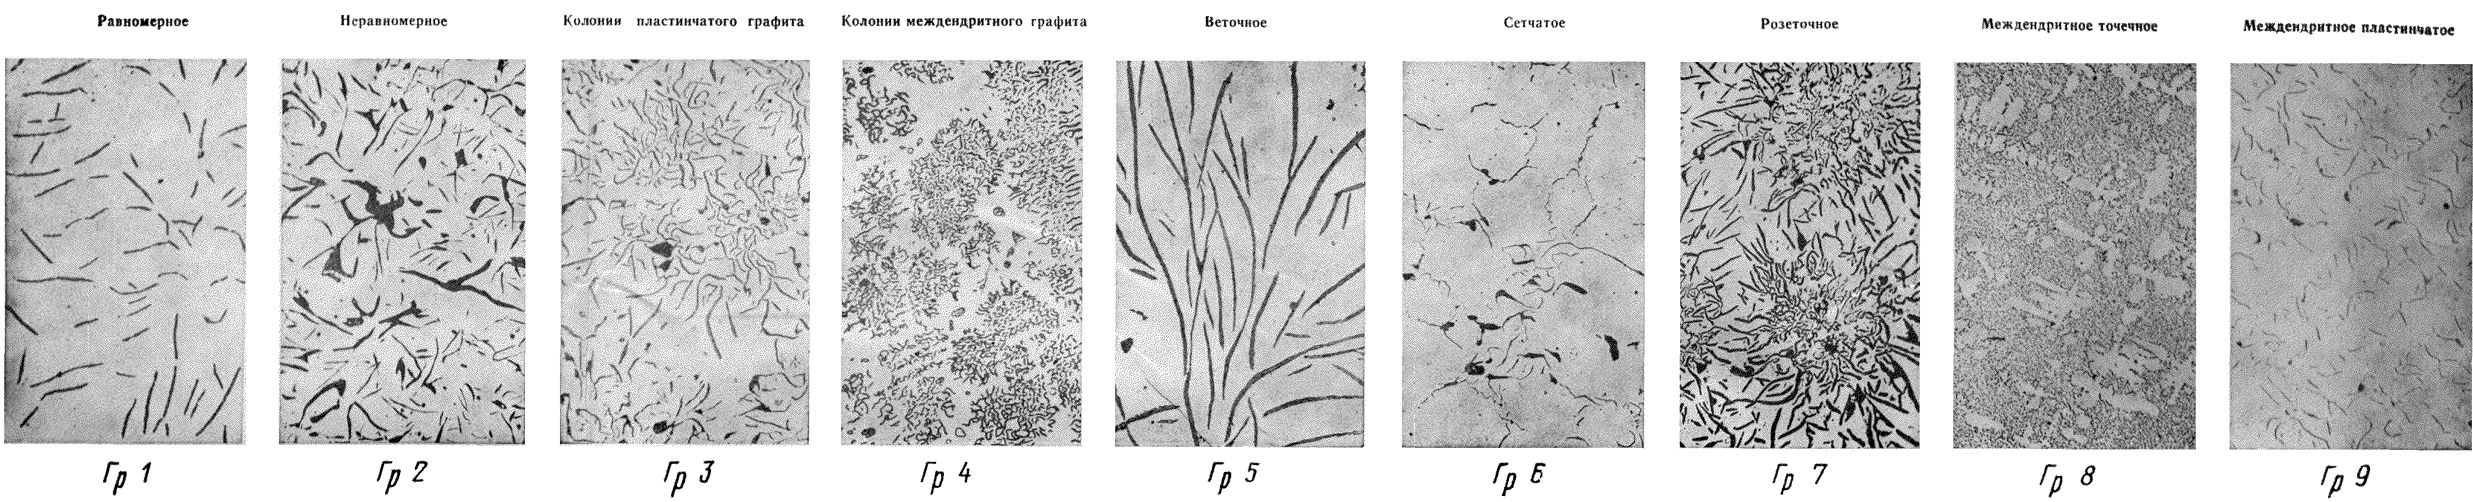 Равномерное
Неравномерное
Колонии пластинчатого графита
Колонии междендритного графита
Веточное
Сетчатое
Розеточное
Междендритное точечное
Междендритное пластинчатое
Гр 1
Гр 2
Гр 3
Гр 4
Гр 5
Гр 6
Гр 7
Гр 8
Гр 9